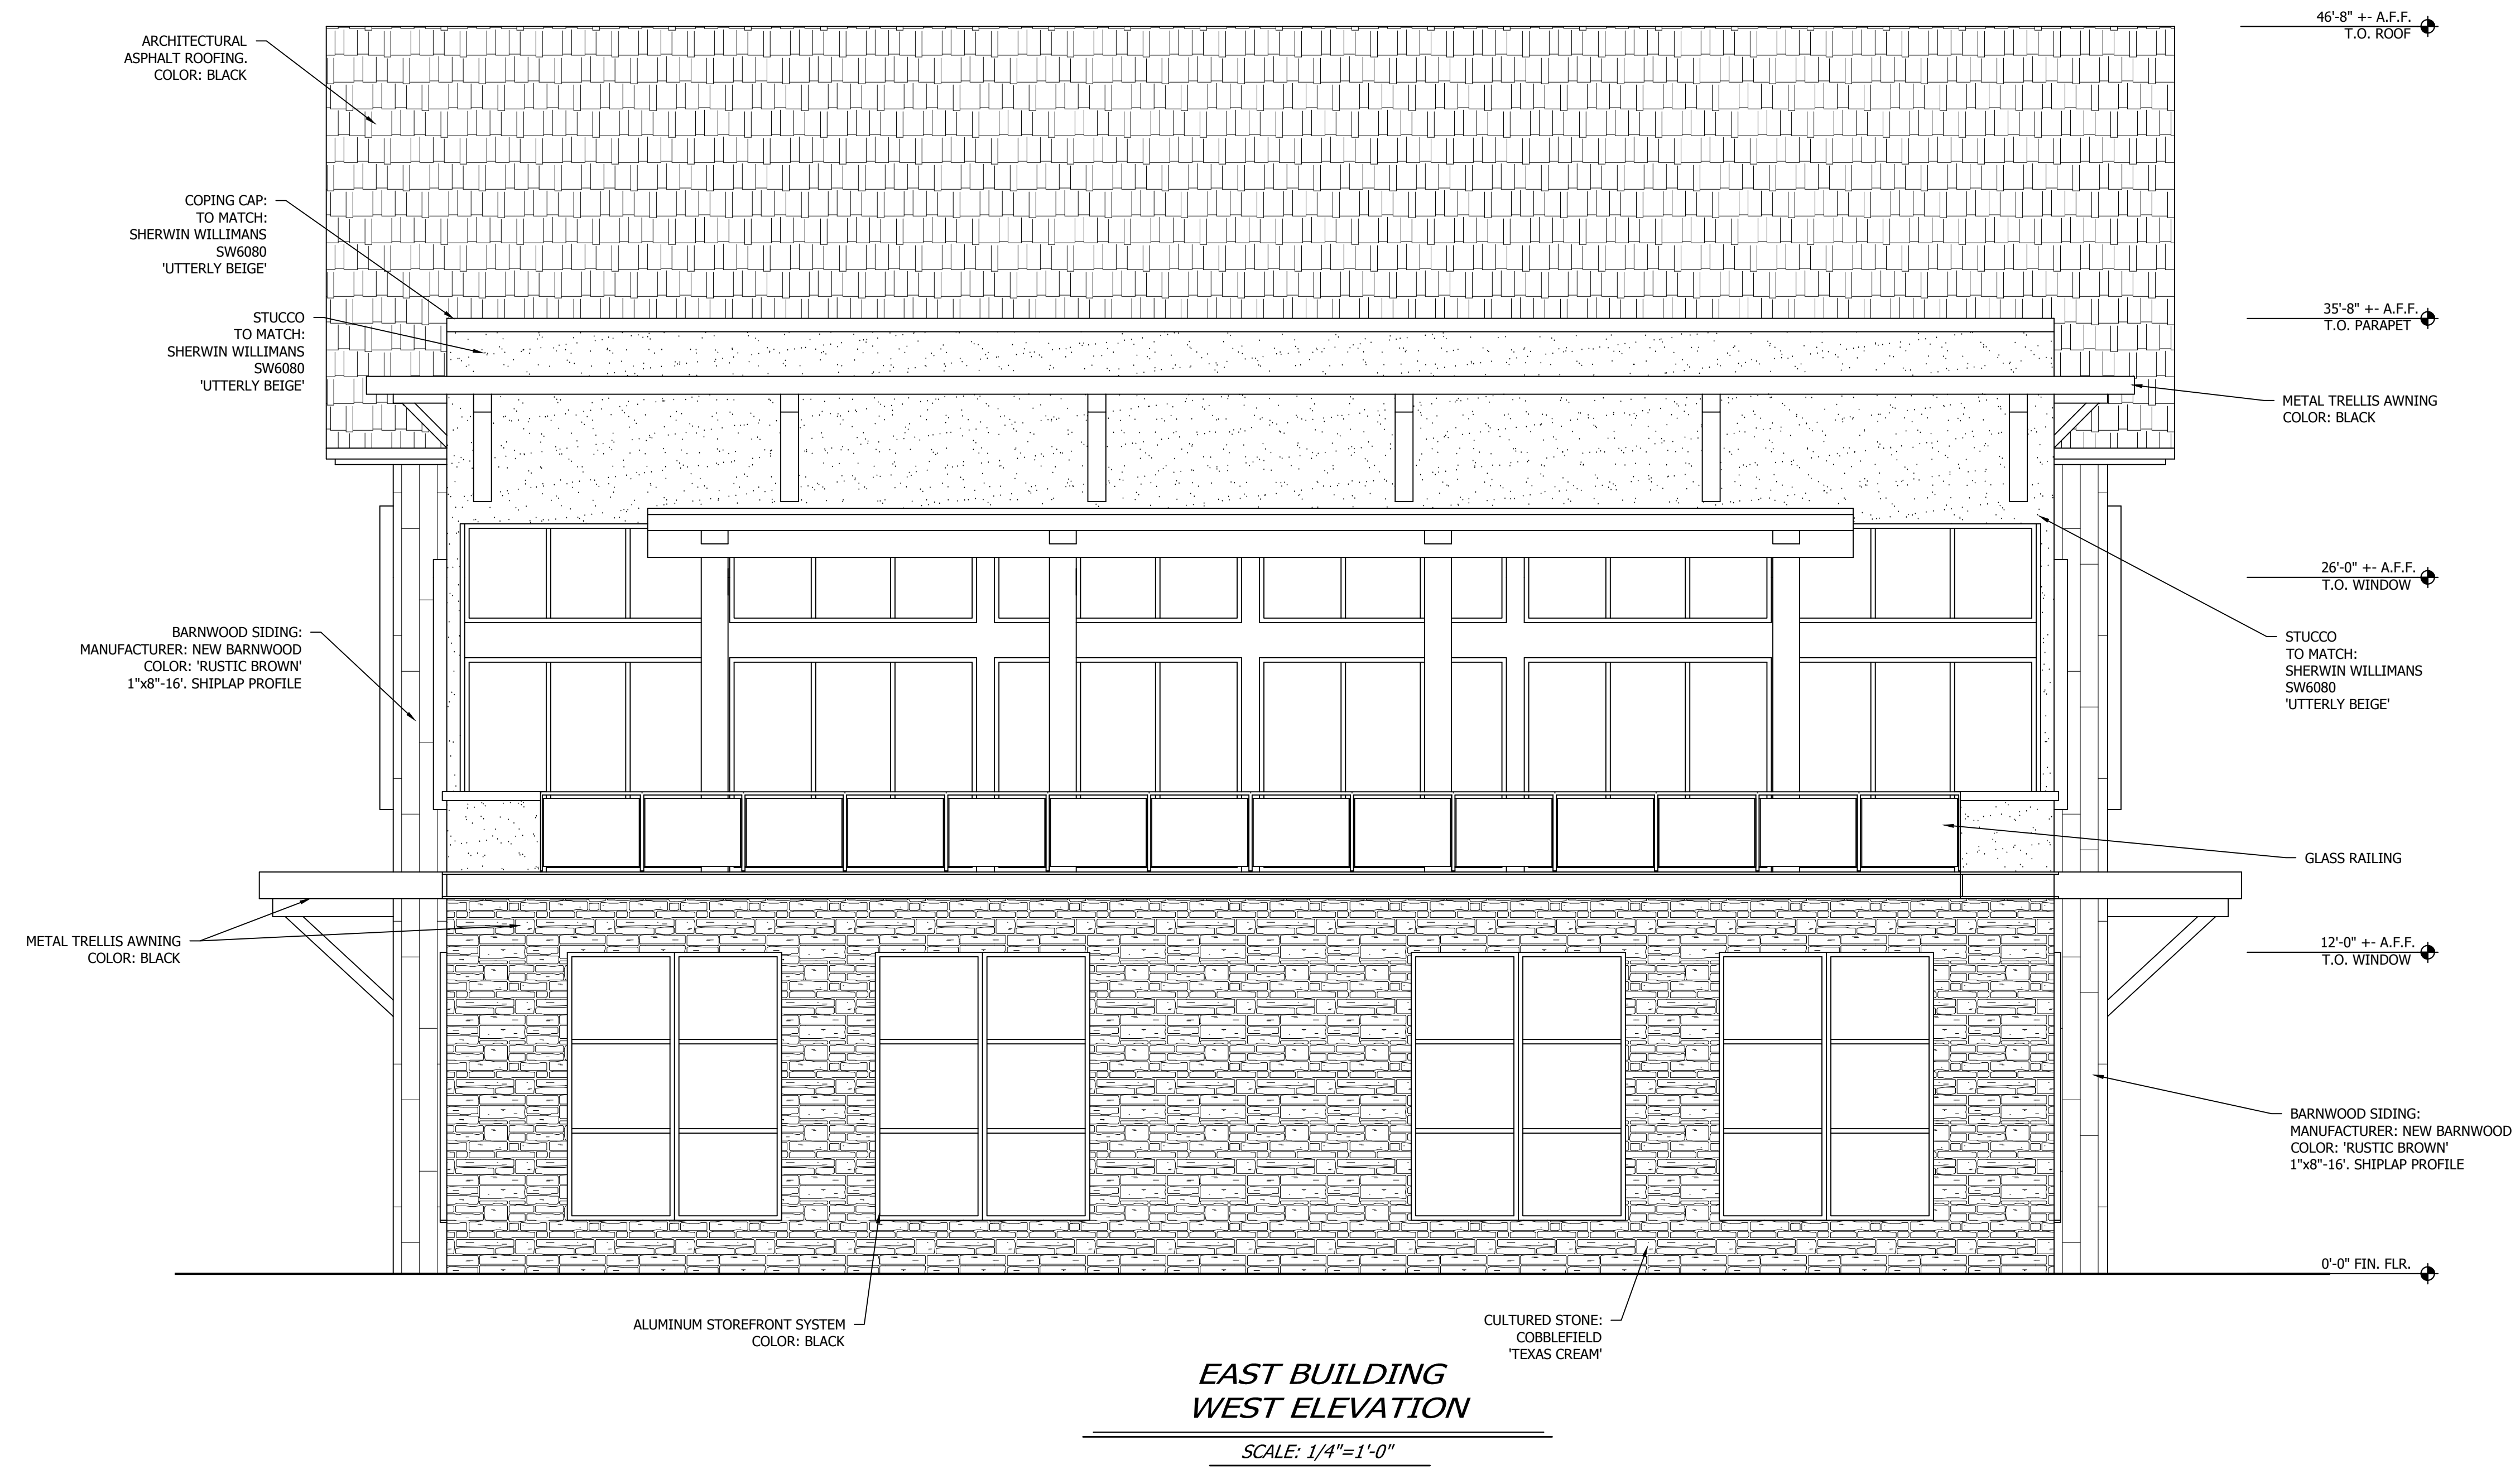 ARCHITECTURAL
ASPHALT ROOFING.
COLOR: BLACK
COPING CAP:
TO MATCH:
SHERWIN WILLIMANS
SW6080
'UTTERLY BEIGE'
STUCCO
TO MATCH:
SHERWIN WILLIMANS
SW6080
'UTTERLY BEIGE'
BARNWOOD SIDING:
MANUFACTURER: NEW BARNWOOD
COLOR: 'RUSTIC BROWN'
1"x8"-16'. SHIPLAP PROFILE
METAL TRELLIS AWNING
COLOR: BLACK
46'-8" +- A.F.F.
T.O. ROOF
35'-8" +- A.F.F.
T.O. PARAPET
METAL TRELLIS AWNING
COLOR: BLACK
26'-0" +- A.F.F.
T.O. WINDOW
STUCCO
TO MATCH:
SHERWIN WILLIMANS
SW6080
'UTTERLY BEIGE'
GLASS RAILING
12'-0" +- A.F.F.
T.O. WINDOW
BARNWOOD SIDING:
MANUFACTURER: NEW BARNWOOD
COLOR: 'RUSTIC BROWN'
1"x8"-16'. SHIPLAP PROFILE
0'-0" FIN. FLR.
ALUMINUM STOREFRONT SYSTEM
COLOR: BLACK
CULTURED STONE:
COBBLEFIELD
'TEXAS CREAM'
EAST BUILDING
WEST ELEVATION
SCALE: 1/4"=1'-0"